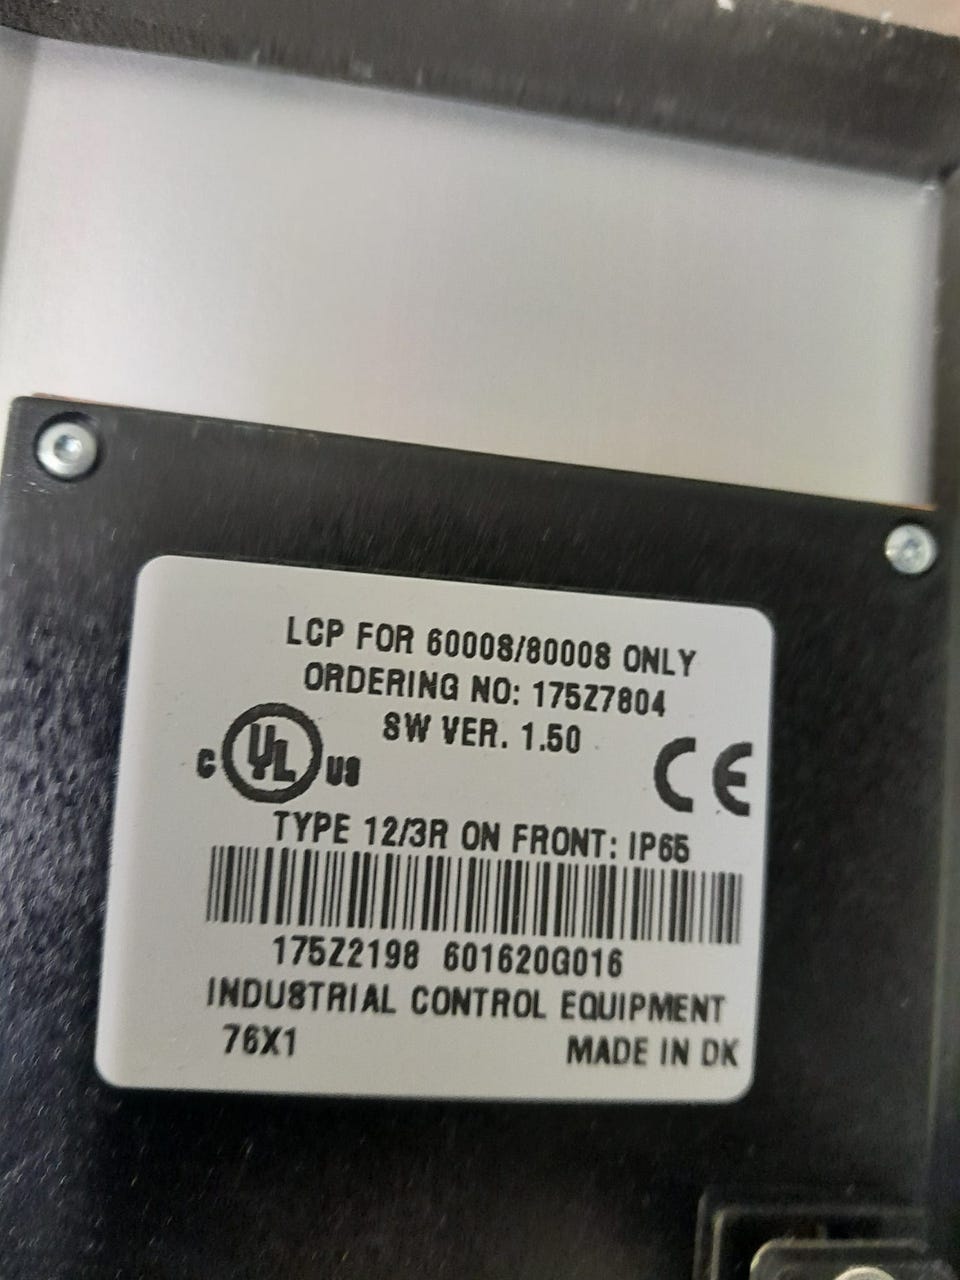 LCP FOR 6000S/8000S ONLY
ORDERING NO: 175Z7804
SW VER. 1.50
C UL US CE
TYPE 12/3R ON FRONT: IP65
175Z2198 601620G016
INDUSTRIAL CONTROL EQUIPMENT
76X1 MADE IN DK